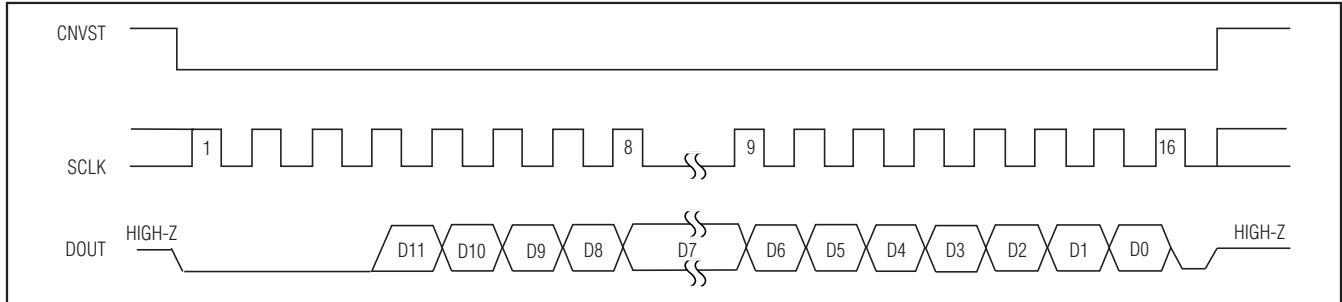 CNVST
1 8 9 16
SCLK
HIGH-Z HIGH-Z
DOUT D11 D10 D9 D8 D7 D6 D5 D4 D3 D2 D1 D0